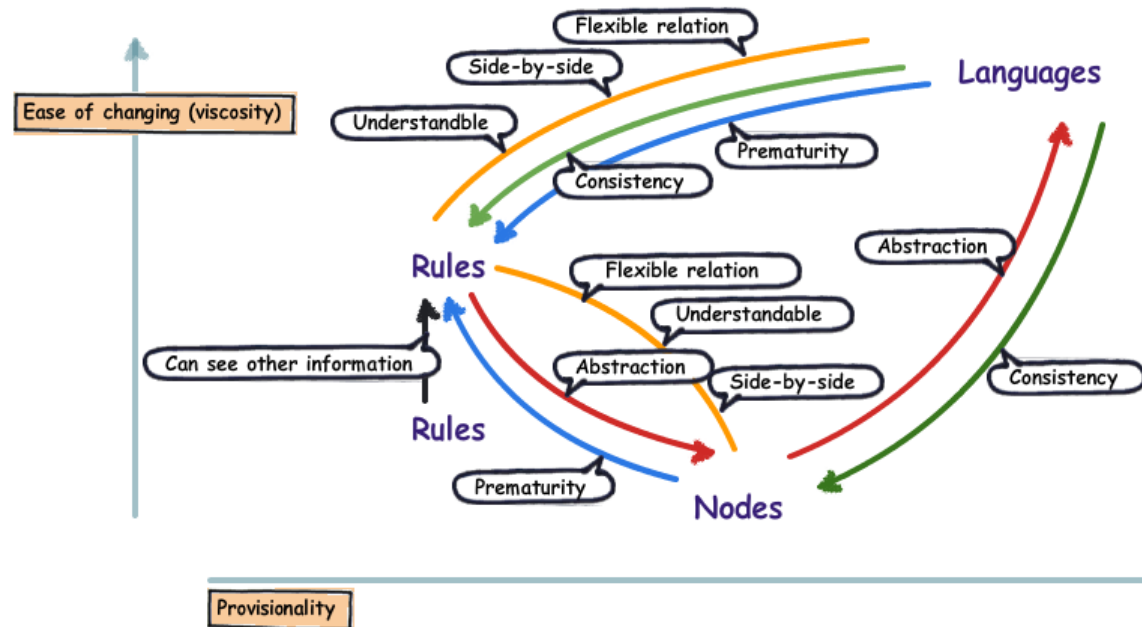 Flexible relation
Side-by-side
Languages
Ease of changing (viscosity)
Understandble
Prematurity
Consistency
Abstraction
Rules
Flexible relation
Understandable
Can see other information
Abstraction
Side-by-side
Consistency
Rules
Prematurity
Nodes
Provisionality